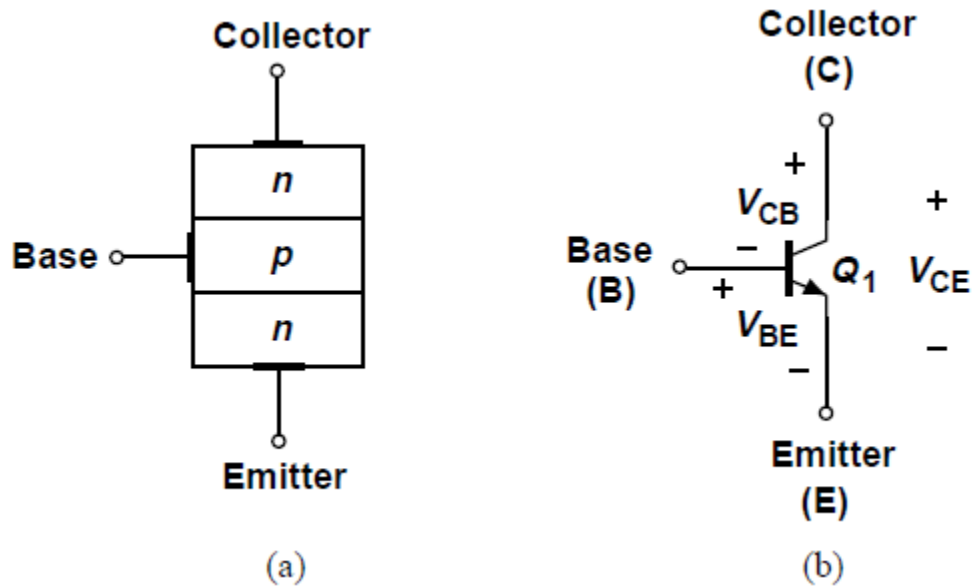 Collector
n
Base
p
n
Emitter
(a)
Collector
(C)
+
V_CB
−
Base
(B)
+
V_BE
−
Q_1
+
V_CE
−
Emitter
(E)
(b)